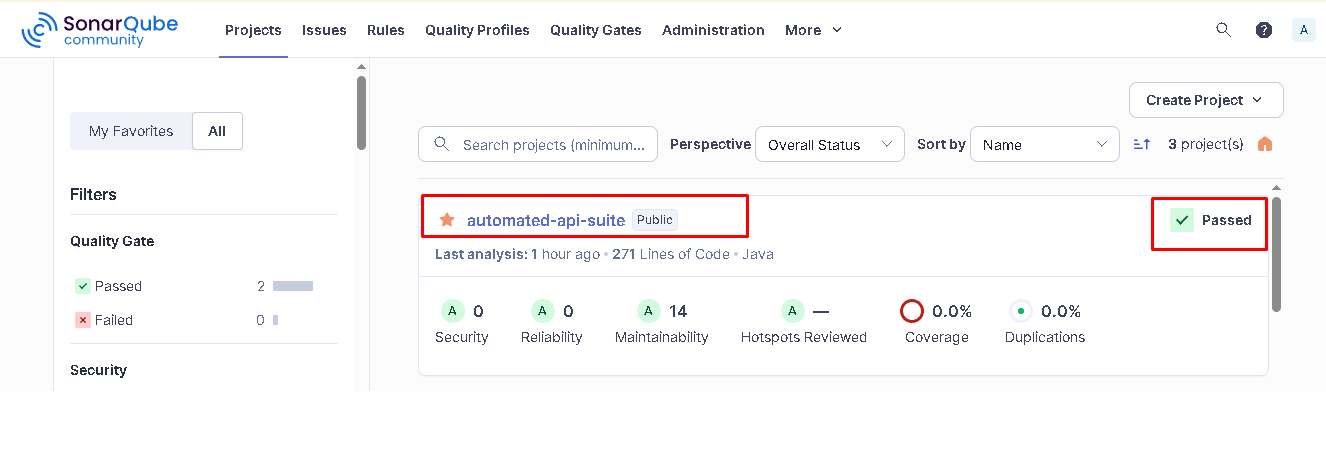 SonarQube community Projects Issues Rules Quality Profiles Quality Gates Administration More ? A
My Favorites All
Filters
Quality Gate
Passed 2
Failed 0
Security
Create Project
Search projects (minimum... Perspective Overall Status Sort by Name 3 project(s)
automated-api-suite Public Passed
Last analysis: 1 hour ago • 271 Lines of Code • Java
A 0 A 0 A 14 A — 0.0% 0.0%
Security Reliability Maintainability Hotspots Reviewed Coverage Duplications